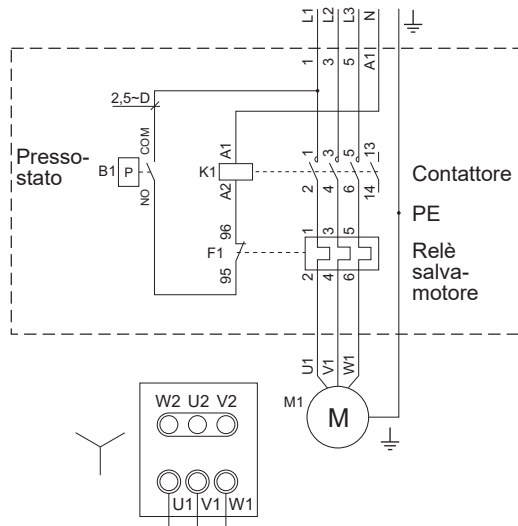 L1 L2 L3 N
1 3 5 A1
2,5~D
COM
Presso-
stato
B1 P
NO
A1
K1
A2
1 3 5 13
2 4 6 14
Contattore
PE
96
F1
95
1 3 5
2 4 6
Relè
salva-
motore
U1 V1 W1
M1
M
W2 U2 V2
U1 V1 W1